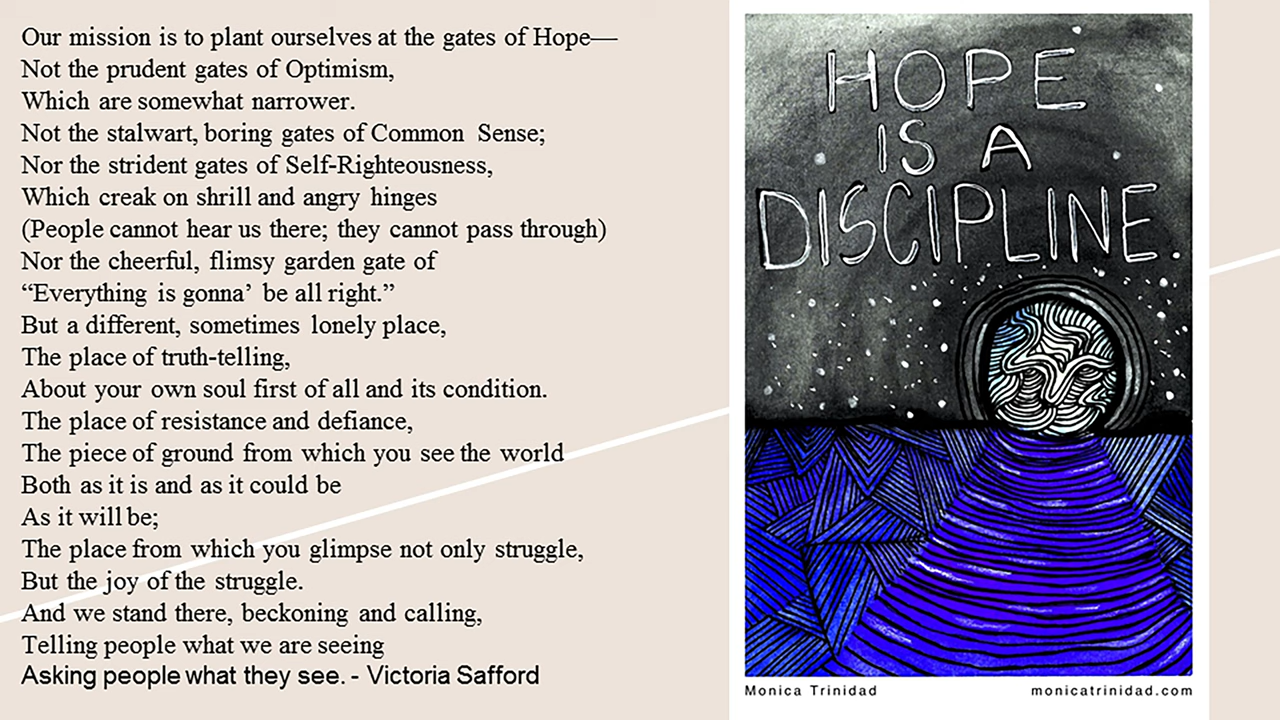 Our mission is to plant ourselves at the gates of Hope—
Not the prudent gates of Optimism,
Which are somewhat narrower.
Not the stalwart, boring gates of Common Sense;
Nor the strident gates of Self-Righteousness,
Which creak on shrill and angry hinges
(People cannot hear us there; they cannot pass through)
Nor the cheerful, flimsy garden gate of
“Everything is gonna’ be all right.”
But a different, sometimes lonely place,
The place of truth-telling,
About your own soul first of all and its condition.
The place of resistance and defiance,
The piece of ground from which you see the world
Both as it is and as it could be
As it will be;
The place from which you glimpse not only struggle,
But the joy of the struggle.
And we stand there, beckoning and calling,
Telling people what we are seeing
Asking people what they see. - Victoria Safford
HOPE
IS A
DISCIPLINE.
Monica Trinidad
monicatrinidad.com